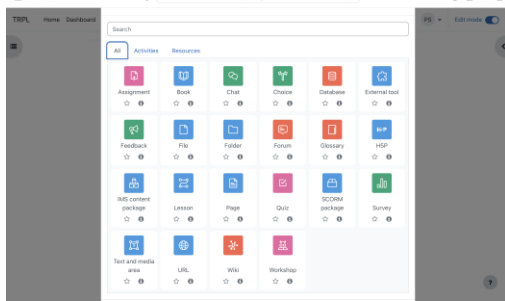 TRPL Home Dashboard
PS Edit mode
Search
All Activities Resources
Assignment Book Chat Choice Database External tool
Feedback File Folder Forum Glossary H5P
H5P
IMS content package Lesson Page Quiz SCORM package Survey
Text and media area URL Wiki Workshop
?